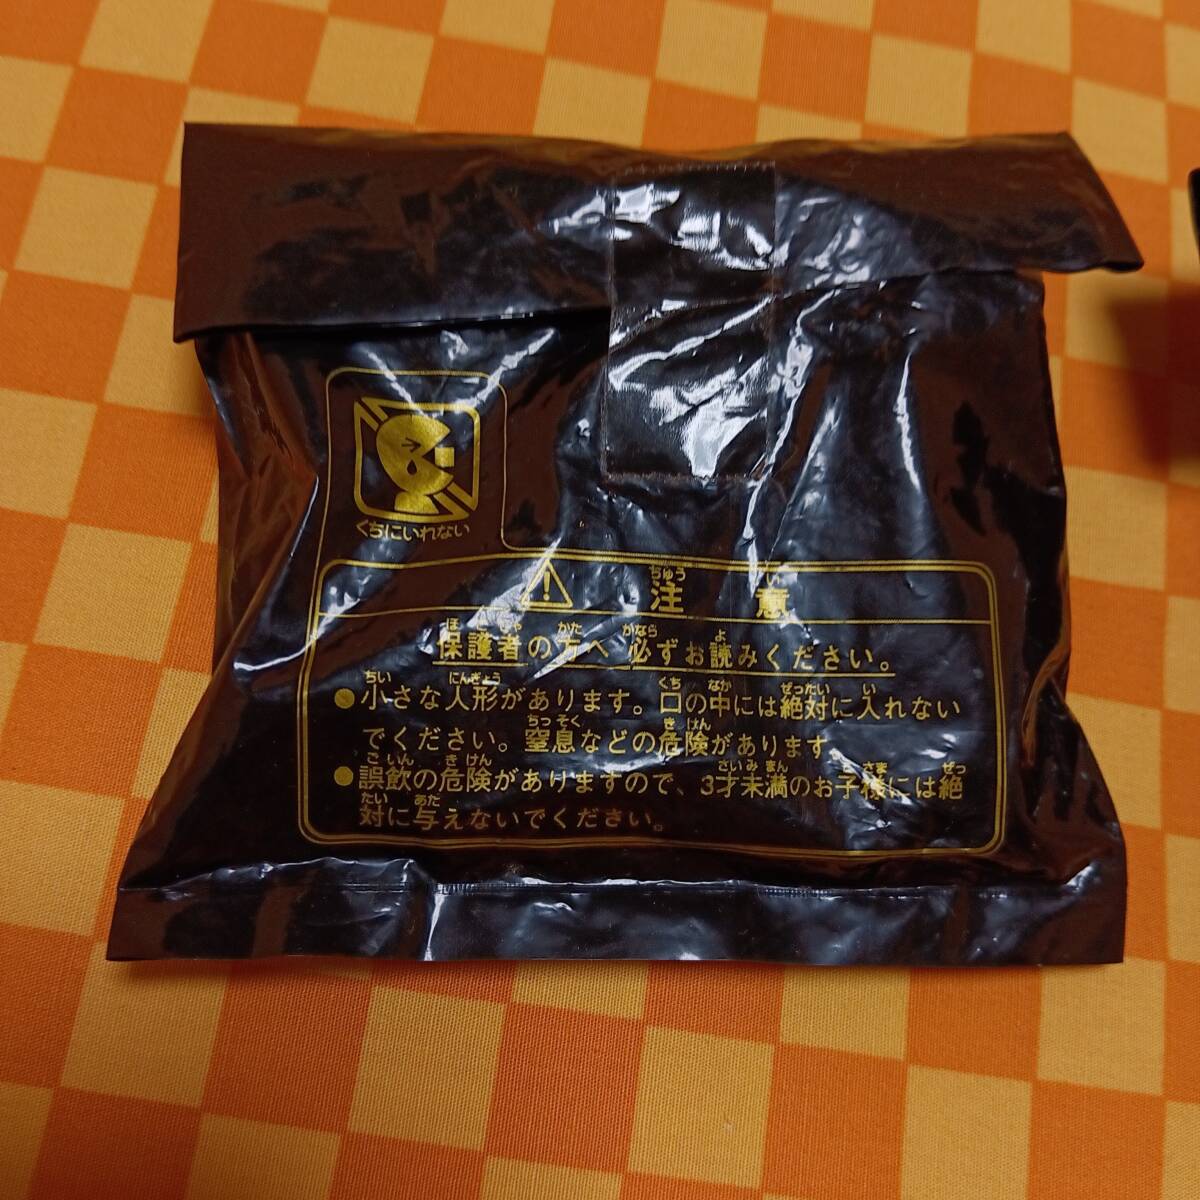 くちにいれない
注意
保護者の方へ 必ずお読みください。
●小さな人形があります。口の中には絶対に入れない
でください。窒息などの危険があります。
●誤飲の危険がありますので、3才未満のお子様には絶
対に与えないでください。